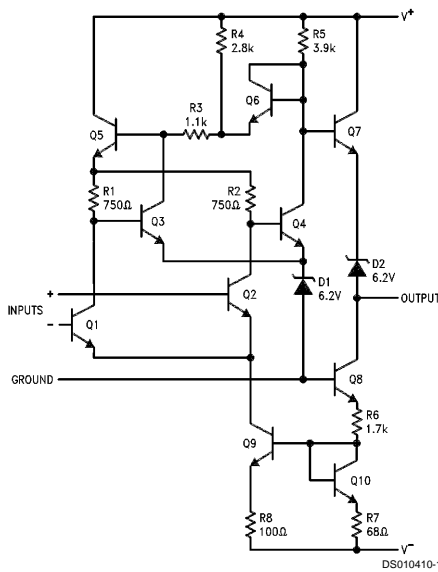 V+
R4
2.8k
R5
3.9k
R3
1.1k
Q6
Q5
Q7
R1
750Ω
R2
750Ω
Q3
Q4
D2
6.2V
D1
6.2V
+
Q2
OUTPUT
INPUTS
Q1
−
GROUND
Q8
R6
1.7k
Q9
Q10
R8
100Ω
R7
68Ω
V−
DS010410-1